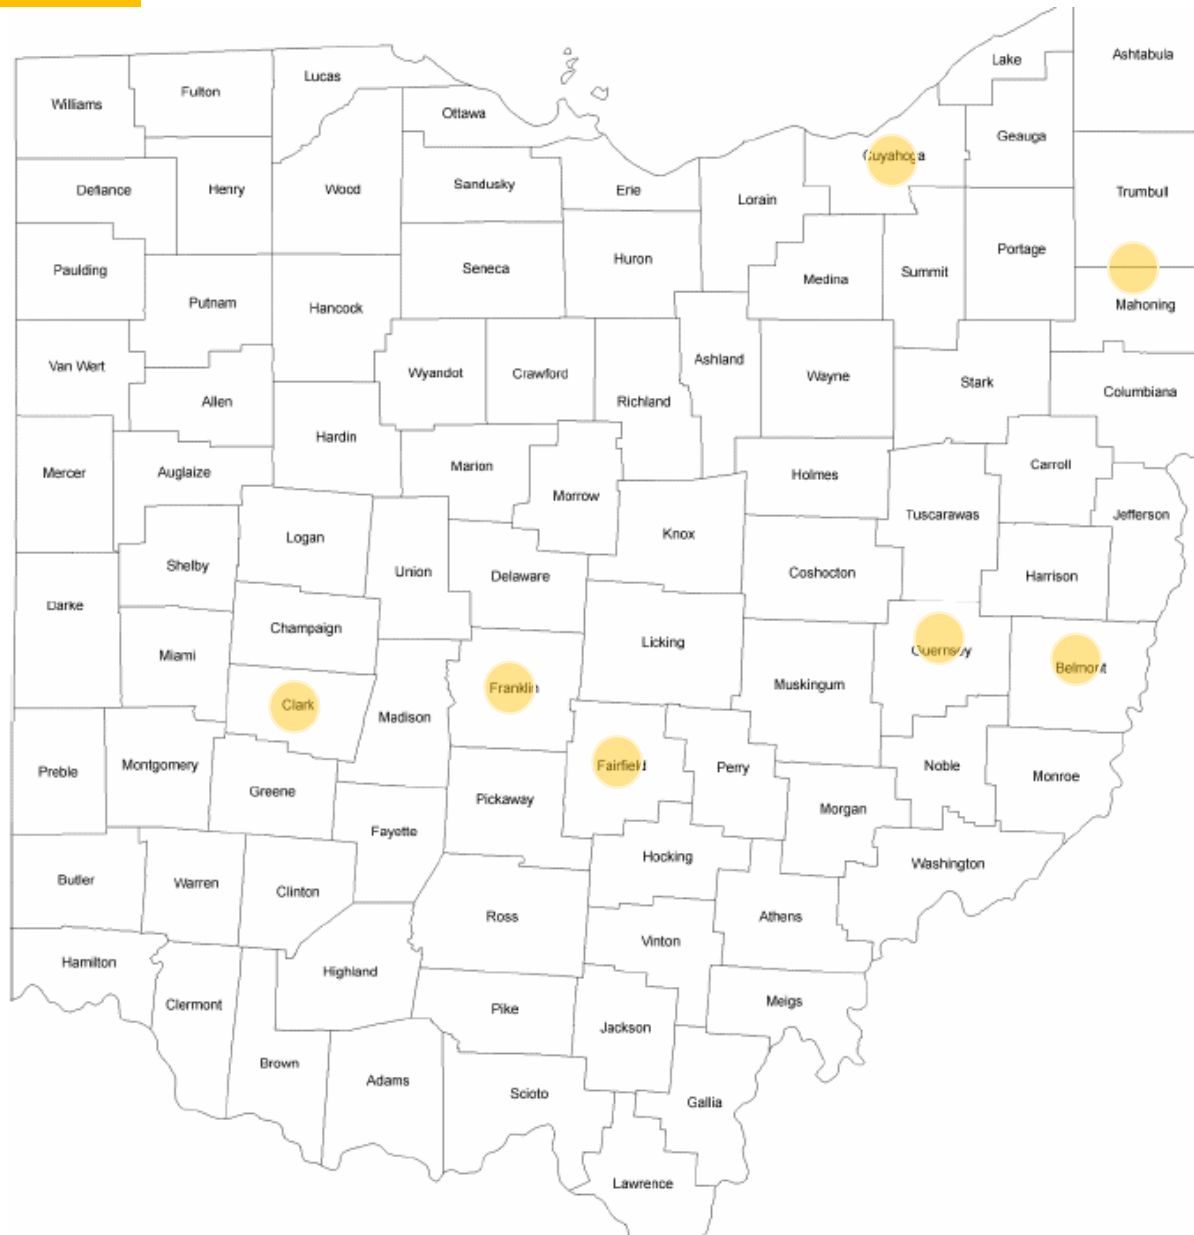 Ashtabula
Lake
Lucas
Fulton
Williams
Ottawa
Geauga
Cuyahoga
Sandusky
Defiance
Henry
Wood
Erie
Trumbull
Lorain
Portage
Huron
Seneca
Paulding
Summit
Medina
Putnam
Mahoning
Hancock
Ashland
Van Wert
Wyandot
Crawford
Wayne
Stark
Columbiana
Allen
Richland
Hardin
Carroll
Marion
Mercer
Auglaize
Holmes
Morrow
Tuscarawas
Jefferson
Knox
Logan
Shelby
Union
Delaware
Coshocton
Harrison
Darke
Champaign
Licking
Guernsey
Miami
Belmont
Muskingum
Franklin
Clark
Madison
Montgomery
Fairfield
Perry
Noble
Preble
Monroe
Greene
Pickaway
Morgan
Fayette
Hocking
Washington
Butler
Warren
Clinton
Ross
Athens
Vinton
Hamilton
Highland
Meigs
Clermont
Pike
Jackson
Brown
Adams
Scioto
Gallia
Lawrence